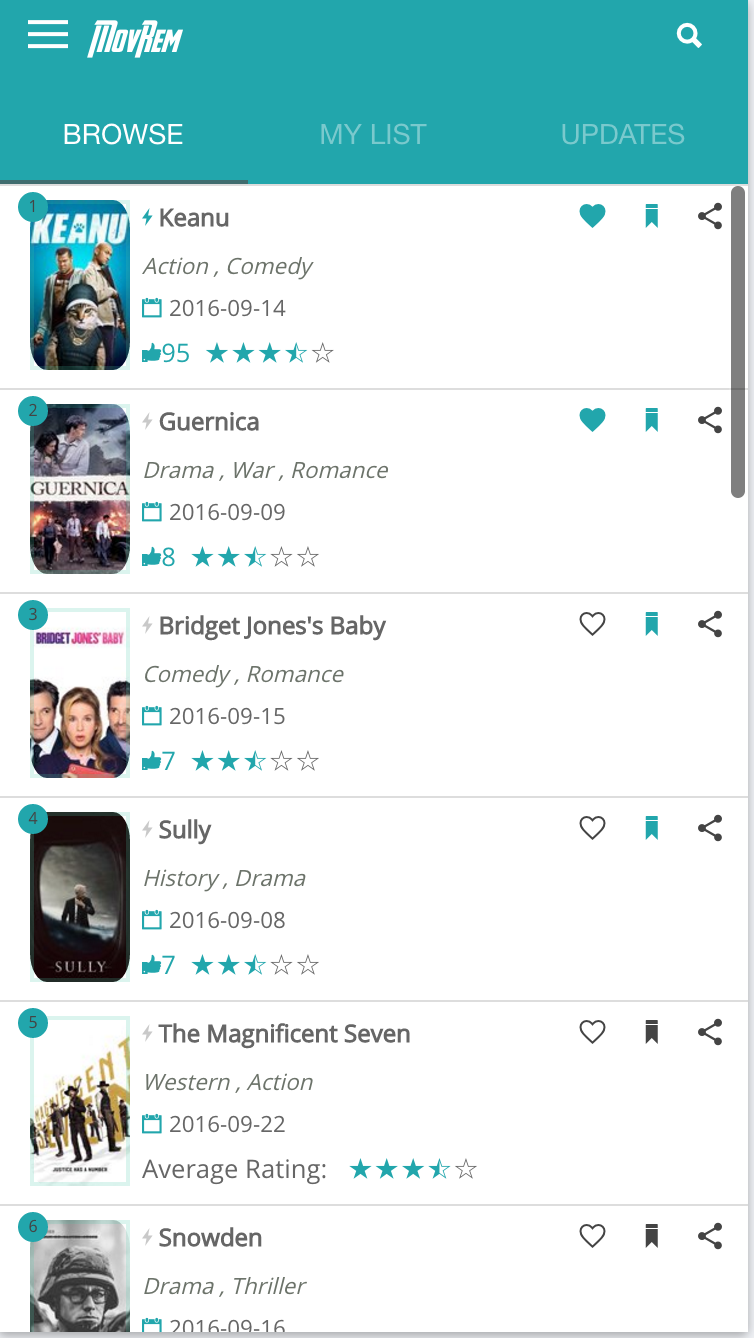 MovRem
BROWSE MY LIST UPDATES
1
KEANU
Keanu
Action , Comedy
2016-09-14
95
2
GUERNICA
Guernica
Drama , War , Romance
2016-09-09
8
3
BRIDGET JONES' BABY
Bridget Jones's Baby
Comedy , Romance
2016-09-15
7
4
SULLY
Sully
History , Drama
2016-09-08
7
5
THE
MAGNIFICENT
SEVEN
JUSTICE HAS A NUMBER
The Magnificent Seven
Western , Action
2016-09-22
Average Rating:
6
Snowden
Drama , Thriller
2016-09-16